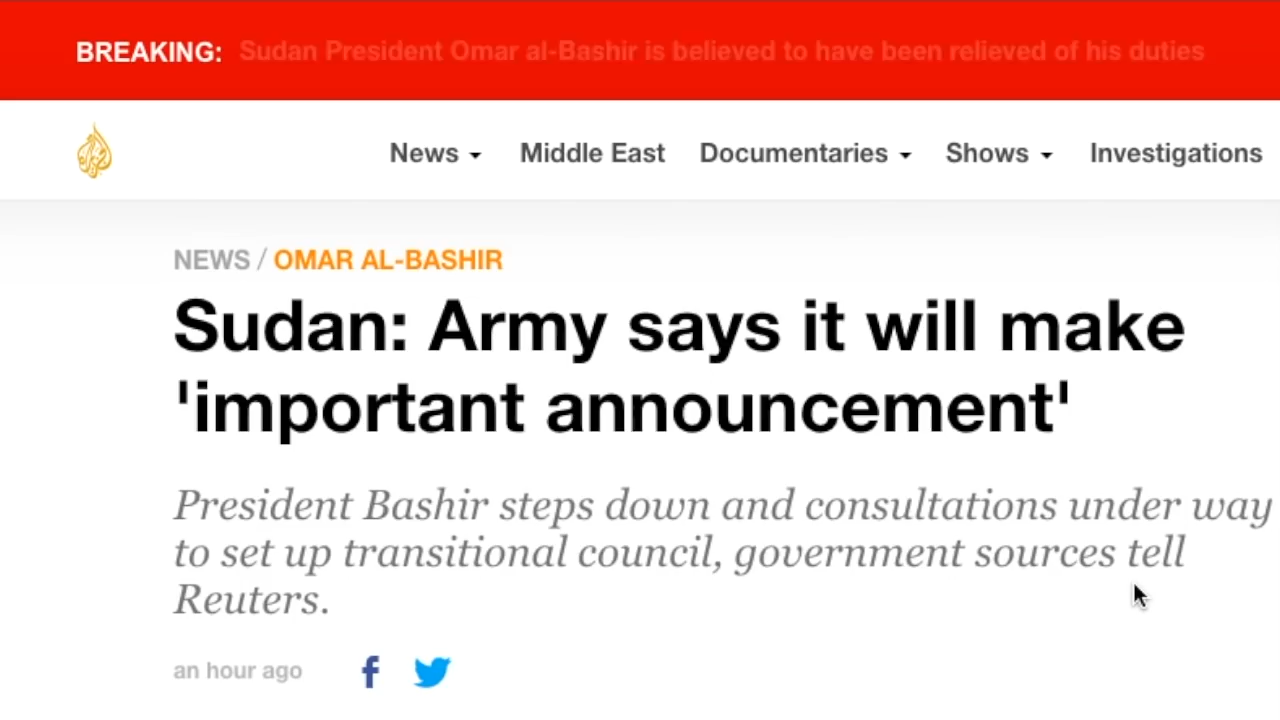 BREAKING: Sudan President Omar al-Bashir is believed to have been relieved of his duties
News Middle East Documentaries Shows Investigations
NEWS / OMAR AL-BASHIR
Sudan: Army says it will make
'important announcement'
President Bashir steps down and consultations under way
to set up transitional council, government sources tell
Reuters.
an hour ago